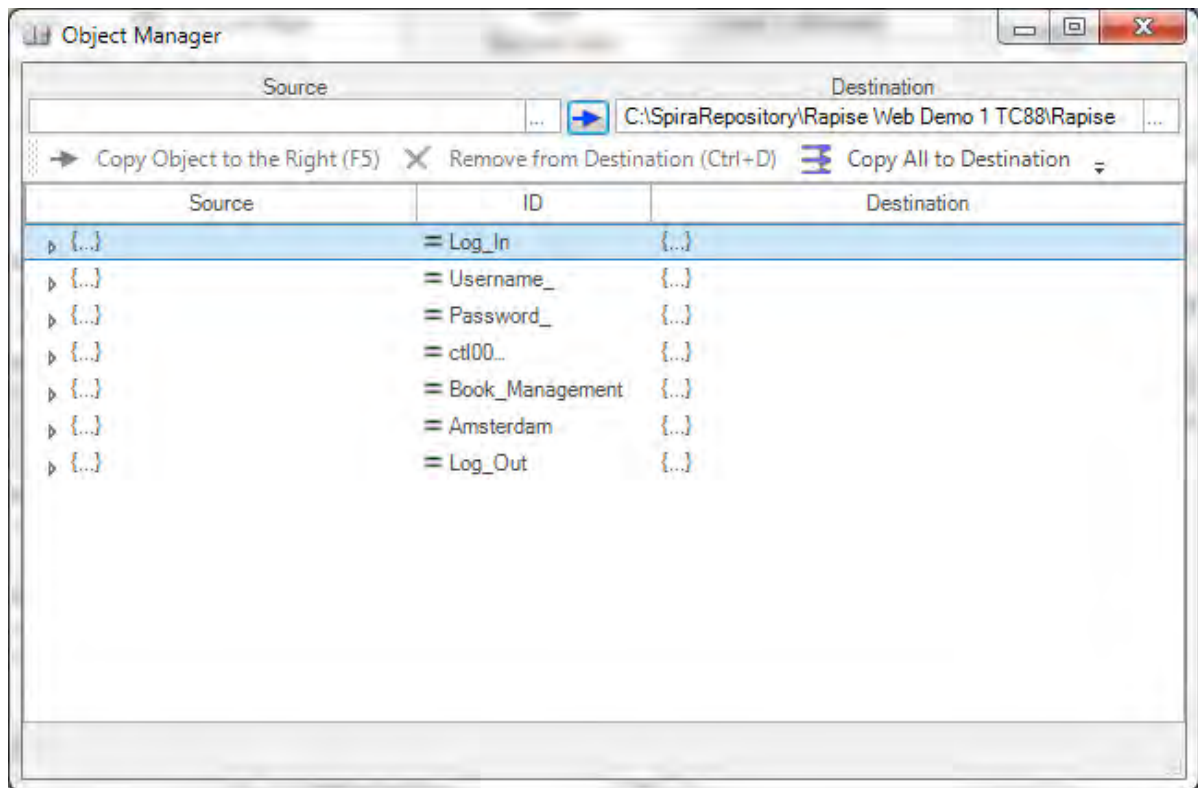 Object Manager
Source Destination
... C:\SpiraRepository\Rapise Web Demo 1 TC88\Rapise ...
Copy Object to the Right (F5) Remove from Destination (Ctrl+D) Copy All to Destination
Source ID Destination
{...} = Log_In {...}
{...} = Username_ {...}
{...} = Password_ {...}
{...} = ctl00... {...}
{...} = Book_Management {...}
{...} = Amsterdam {...}
{...} = Log_Out {...}